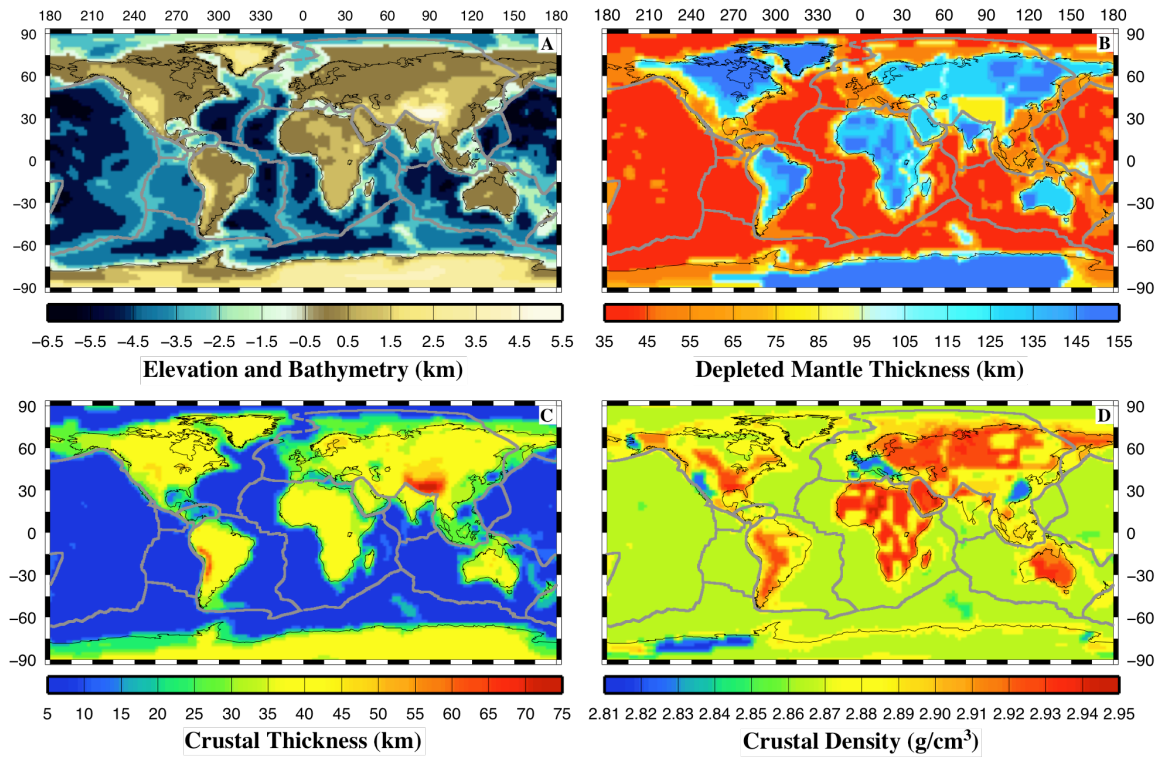 180 210 240 270 300 330 0 30 60 90 120 150 180
180 210 240 270 300 330 0 30 60 90 120 150 180
90
60
30
0
−30
−60
−90
A
B
90
60
30
0
−30
−60
−90
−6.5 −5.5 −4.5 −3.5 −2.5 −1.5 −0.5 0.5 1.5 2.5 3.5 4.5 5.5
Elevation and Bathymetry (km)
35 45 55 65 75 85 95 105 115 125 135 145 155
Depleted Mantle Thickness (km)
90
60
30
0
−30
−60
−90
C
D
90
60
30
0
−30
−60
−90
5 10 15 20 25 30 35 40 45 50 55 60 65 70 75
Crustal Thickness (km)
2.81 2.82 2.83 2.84 2.85 2.86 2.87 2.88 2.89 2.90 2.91 2.92 2.93 2.94 2.95
Crustal Density (g/cm³)